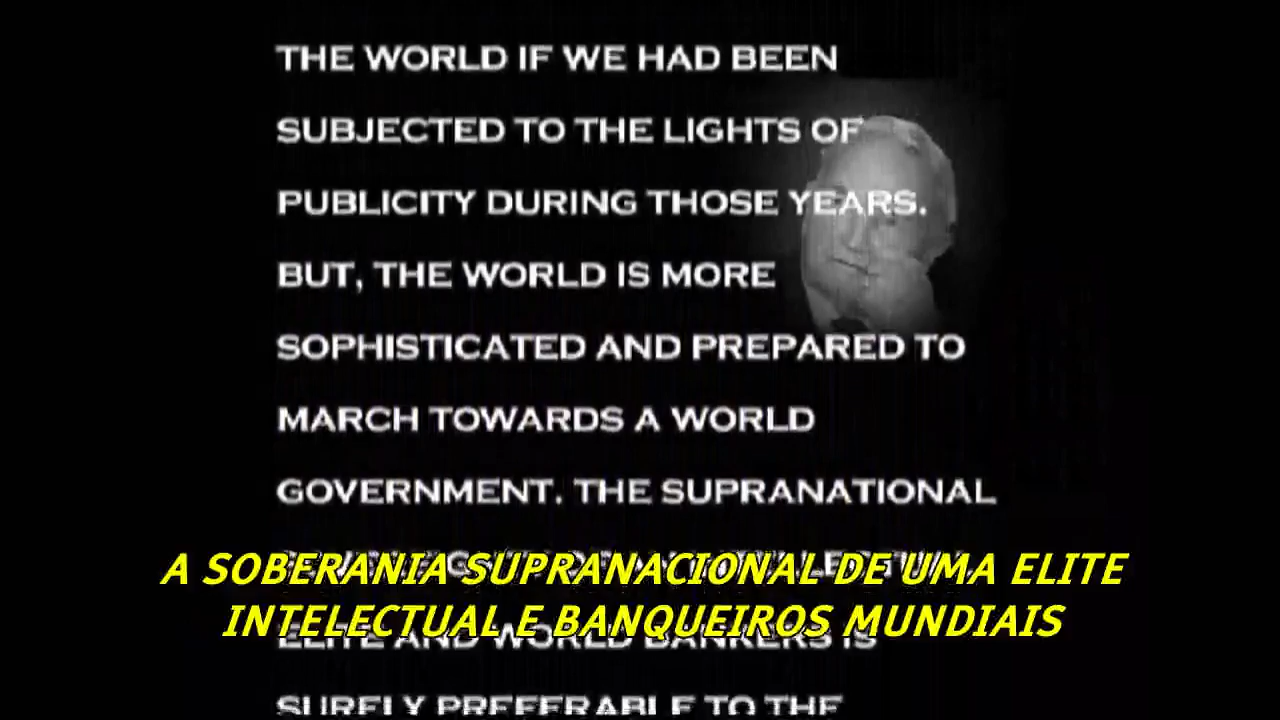 THE WORLD IF WE HAD BEEN
SUBJECTED TO THE LIGHTS OF
PUBLICITY DURING THOSE YEARS.
BUT, THE WORLD IS MORE
SOPHISTICATED AND PREPARED TO
MARCH TOWARDS A WORLD
GOVERNMENT. THE SUPRANATIONAL
A SOBERANIA SUPRANACIONAL DE UMA ELITE
INTELECTUAL E BANQUEIROS MUNDIAIS
ELITE AND WORLD BANKERS IS
SURELY PREFERABLE TO THE